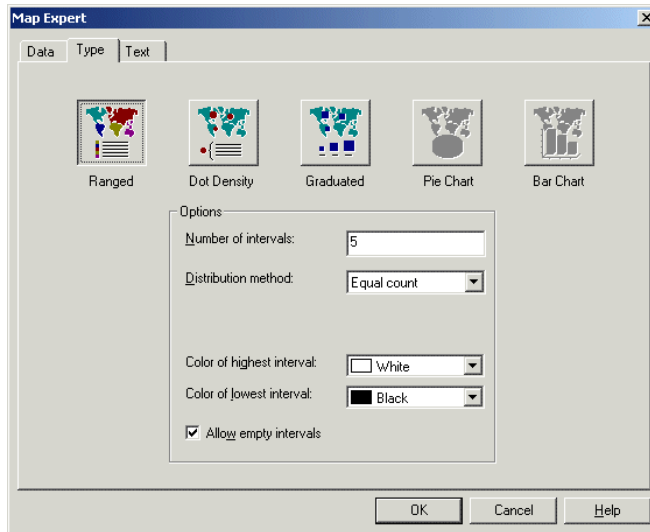 Map Expert
Data Type Text
Ranged Dot Density Graduated Pie Chart Bar Chart
Options
Number of intervals: 5
Distribution method: Equal count
Color of highest interval: White
Color of lowest interval: Black
Allow empty intervals
OK Cancel Help